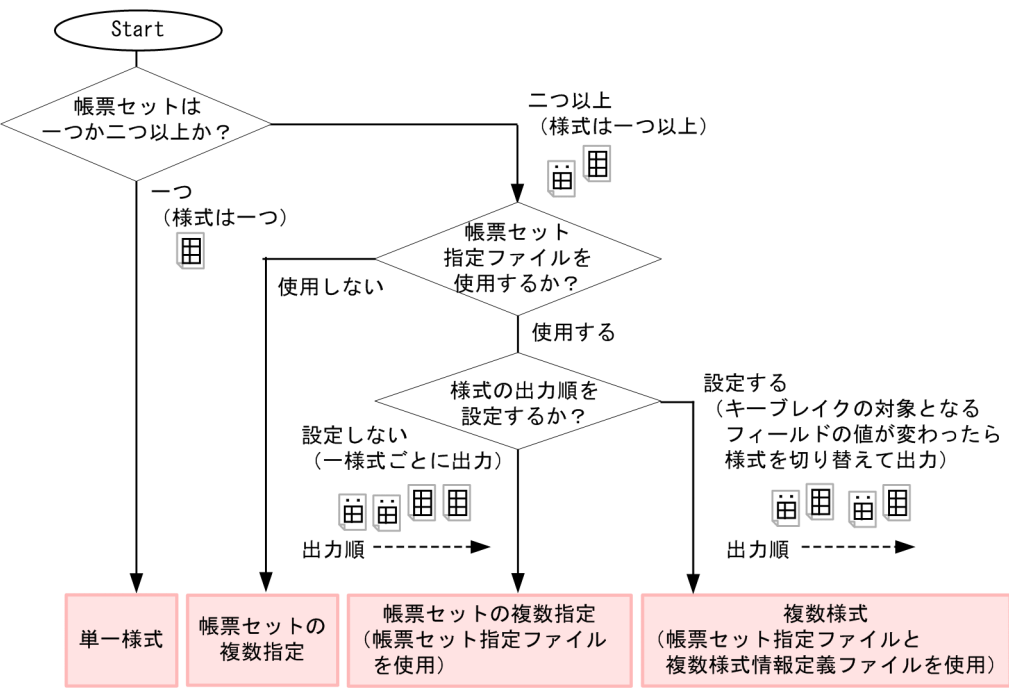 Start
帳票セットは
一つか二つ以上か？
二つ以上
（様式は一つ以上）
一つ
（様式は一つ）
帳票セット
指定ファイルを
使用するか？
使用しない
使用する
様式の出力順を
設定するか？
設定する
（キーブレイクの対象となる
フィールドの値が変わったら
様式を切り替えて出力）
設定しない
（一様式ごとに出力）
出力順
出力順
単一様式
帳票セットの
複数指定
帳票セットの複数指定
（帳票セット指定ファイル
を使用）
複数様式
（帳票セット指定ファイルと
複数様式情報定義ファイルを使用）